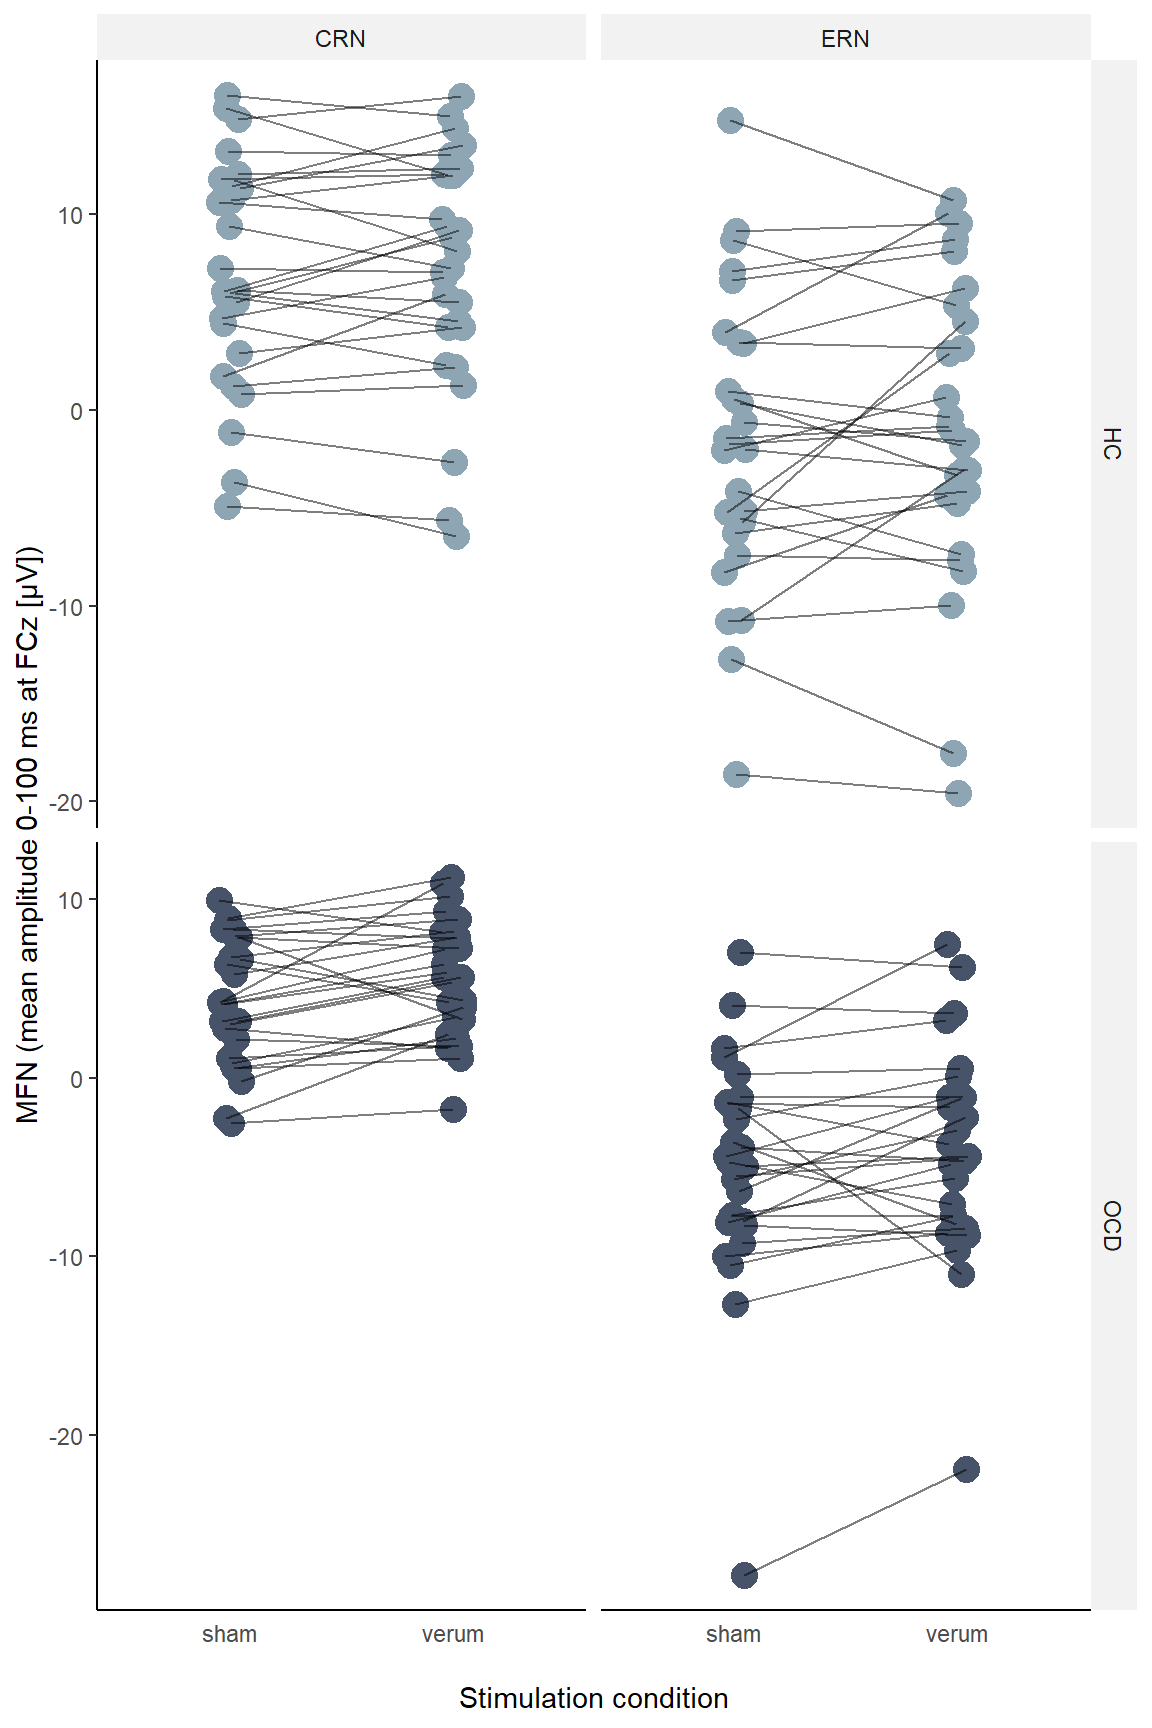 CRN
ERN
MFN (mean amplitude 0-100 ms at FCz [µV])
10
0
-10
-20
HC
10
0
-10
-20
OCD
sham
verum
sham
verum
Stimulation condition